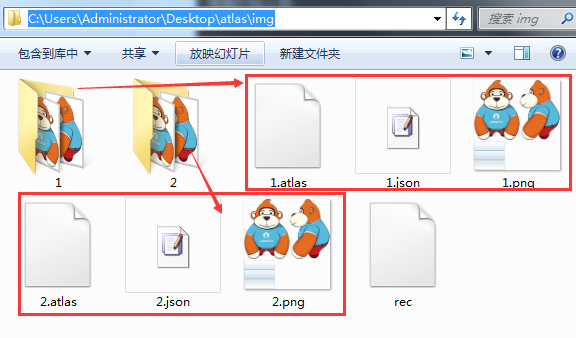 C:\Users\Administrator\Desktop\atlas\img
搜索 img
包含到库中 共享 放映幻灯片 新建文件夹
1 2 1.atlas 1.json 1.png
2.atlas 2.json 2.png rec